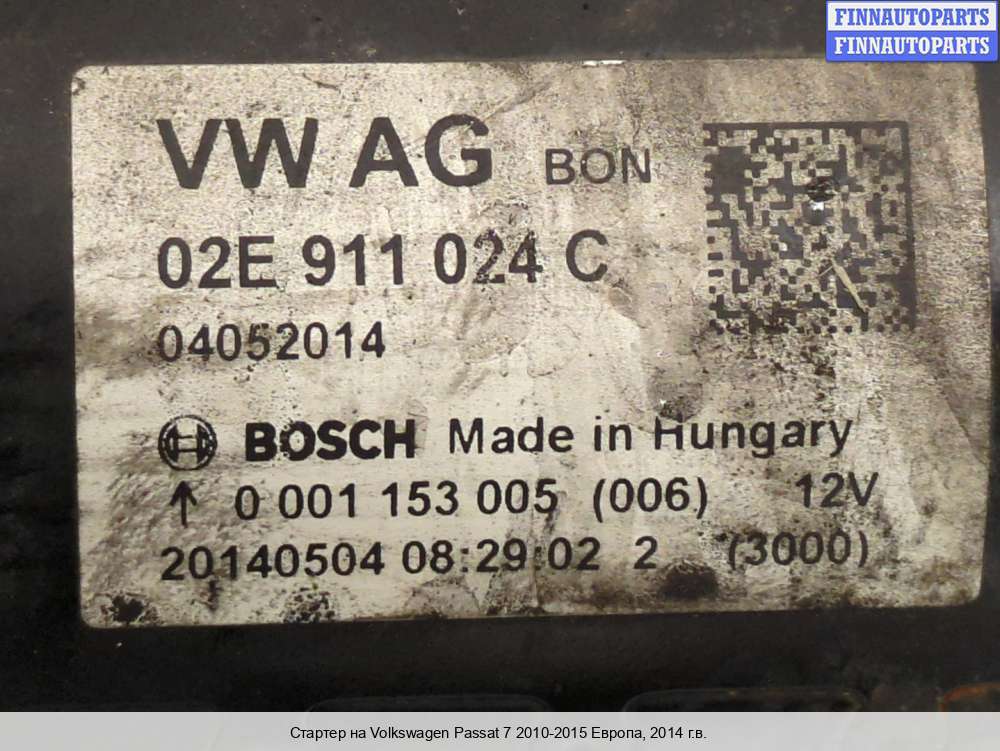 FINNAUTOPARTS
FINNAUTOPARTS
VW AG BON
02E 911 024 C
04052014
BOSCH Made in Hungary
↑ 0 001 153 005 (006) 12V
20140504 08:29:02 2 (3000)
Стартер на Volkswagen Passat 7 2010-2015 Европа, 2014 г.в.